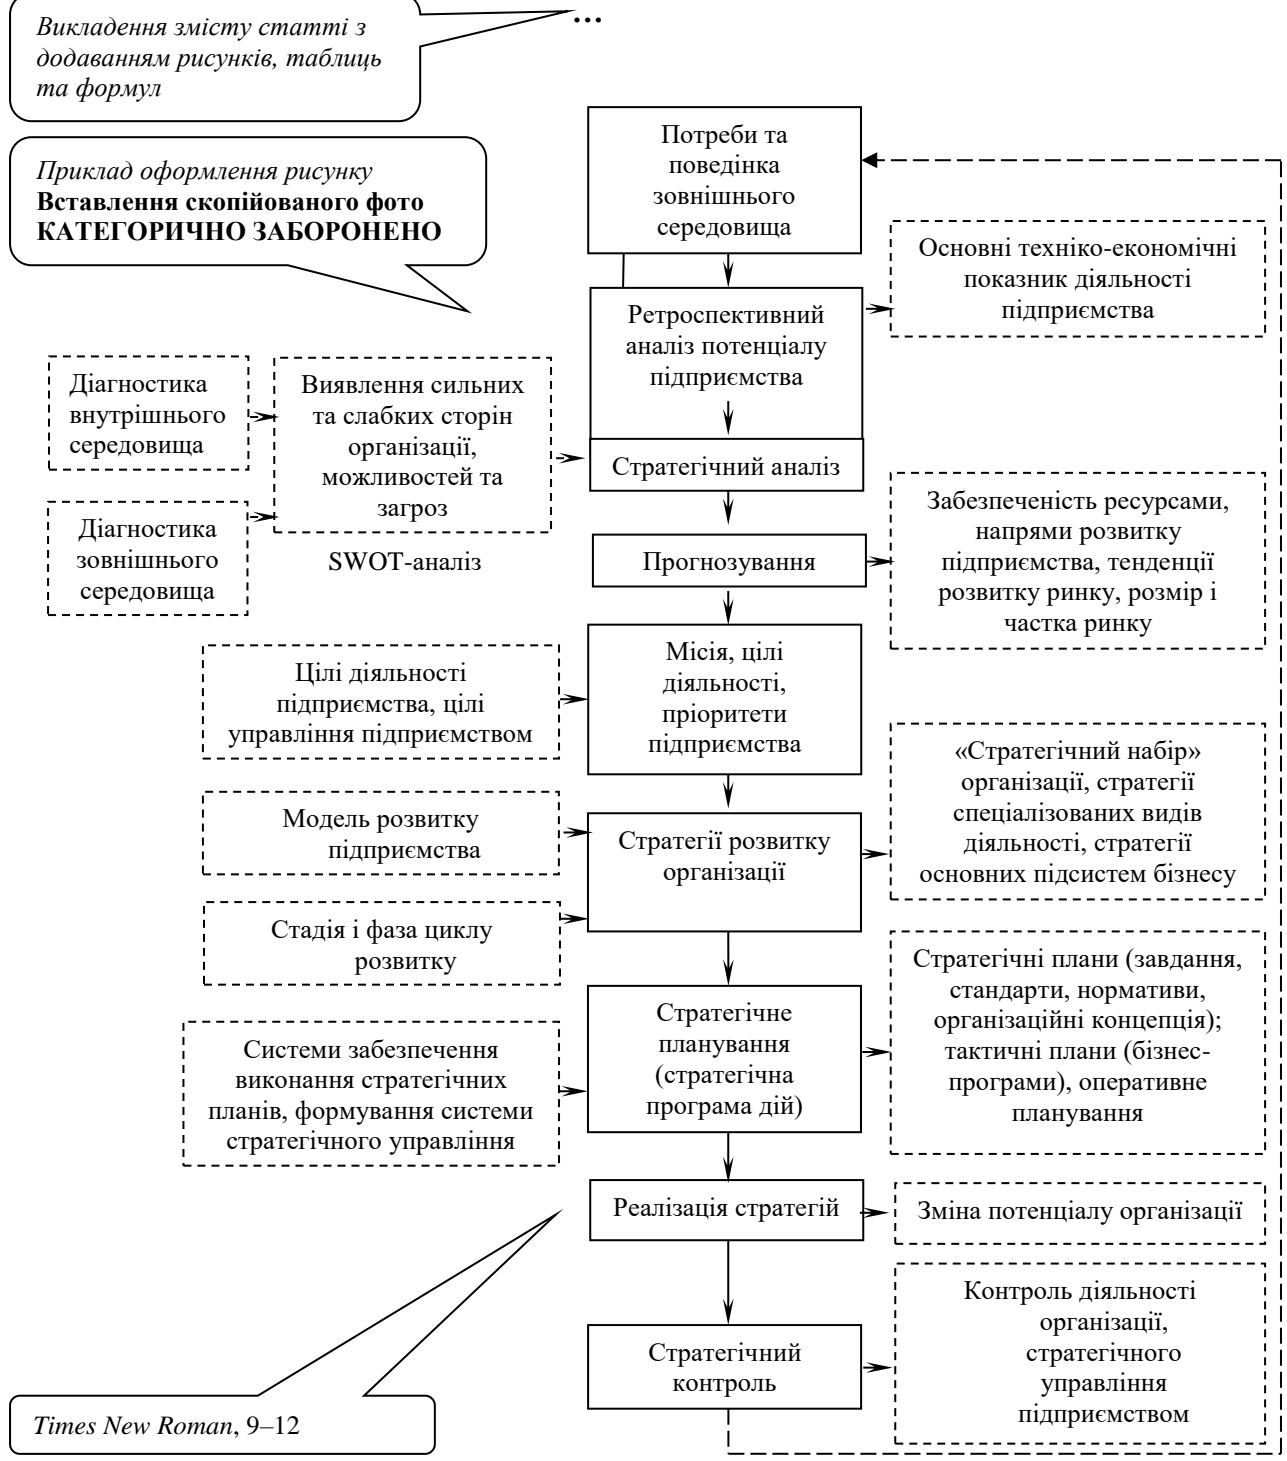 Викладення змісту статті з
додаванням рисунків, таблиць
та формул
...
Приклад оформлення рисунку
Вставлення скопійованого фото
КАТЕГОРИЧНО ЗАБОРОНЕНО
Потреби та
поведінка
зовнішнього
середовища
Основні техніко-економічні
показник діяльності
підприємства
Ретроспективний
аналіз потенціалу
підприємства
Діагностика
внутрішнього
середовища
Виявлення сильних
та слабких сторін
організації,
можливостей та
загроз
Стратегічний аналіз
Діагностика
зовнішнього
середовища
SWOT-аналіз
Прогнозування
Забезпеченість ресурсами,
напрями розвитку
підприємства, тенденції
розвитку ринку, розмір і
частка ринку
Цілі діяльності
підприємства, цілі
управління підприємством
Місія, цілі
діяльності,
пріоритети
підприємства
«Стратегічний набір»
організації, стратегії
спеціалізованих видів
діяльності, стратегії
основних підсистем бізнесу
Модель розвитку
підприємства
Стратегії розвитку
організації
Стадія і фаза циклу
розвитку
Стратегічні плани (завдання,
стандарти, нормативи,
організаційні концепція);
тактичні плани (бізнес-
програми), оперативне
планування
Стратегічне
планування
(стратегічна
програма дій)
Системи забезпечення
виконання стратегічних
планів, формування системи
стратегічного управління
Реалізація стратегій
Зміна потенціалу організації
Стратегічний
контроль
Контроль діяльності
організації,
стратегічного
управління
підприємством
Times New Roman, 9–12